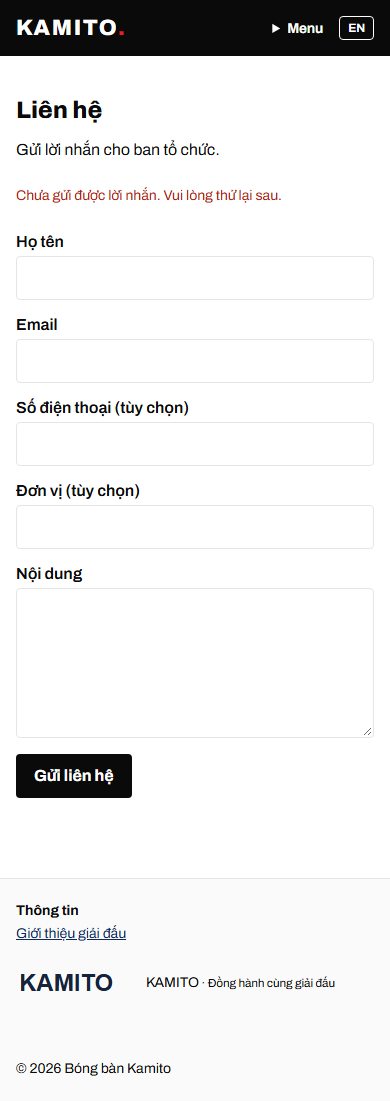 KAMITO.
Menu
EN
Liên hệ
Gửi lời nhắn cho ban tổ chức.
Chưa gửi được lời nhắn. Vui lòng thử lại sau.
Họ tên
Email
Số điện thoại (tùy chọn)
Đơn vị (tùy chọn)
Nội dung
Gửi liên hệ
Thông tin
Giới thiệu giải đấu
KAMITO
KAMITO · Đồng hành cùng giải đấu
© 2026 Bóng bàn Kamito